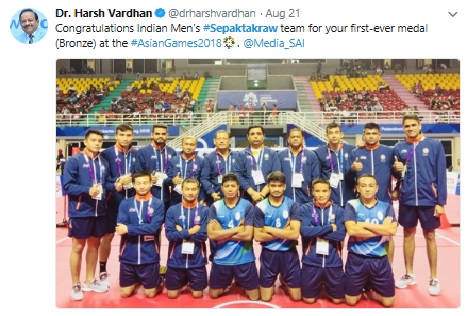 Dr. Harsh Vardhan @drharshvardhan · Aug 21
Congratulations Indian Men's #Sepaktakraw team for your first-ever medal
(Bronze) at the #AsianGames2018. @Media_SAI